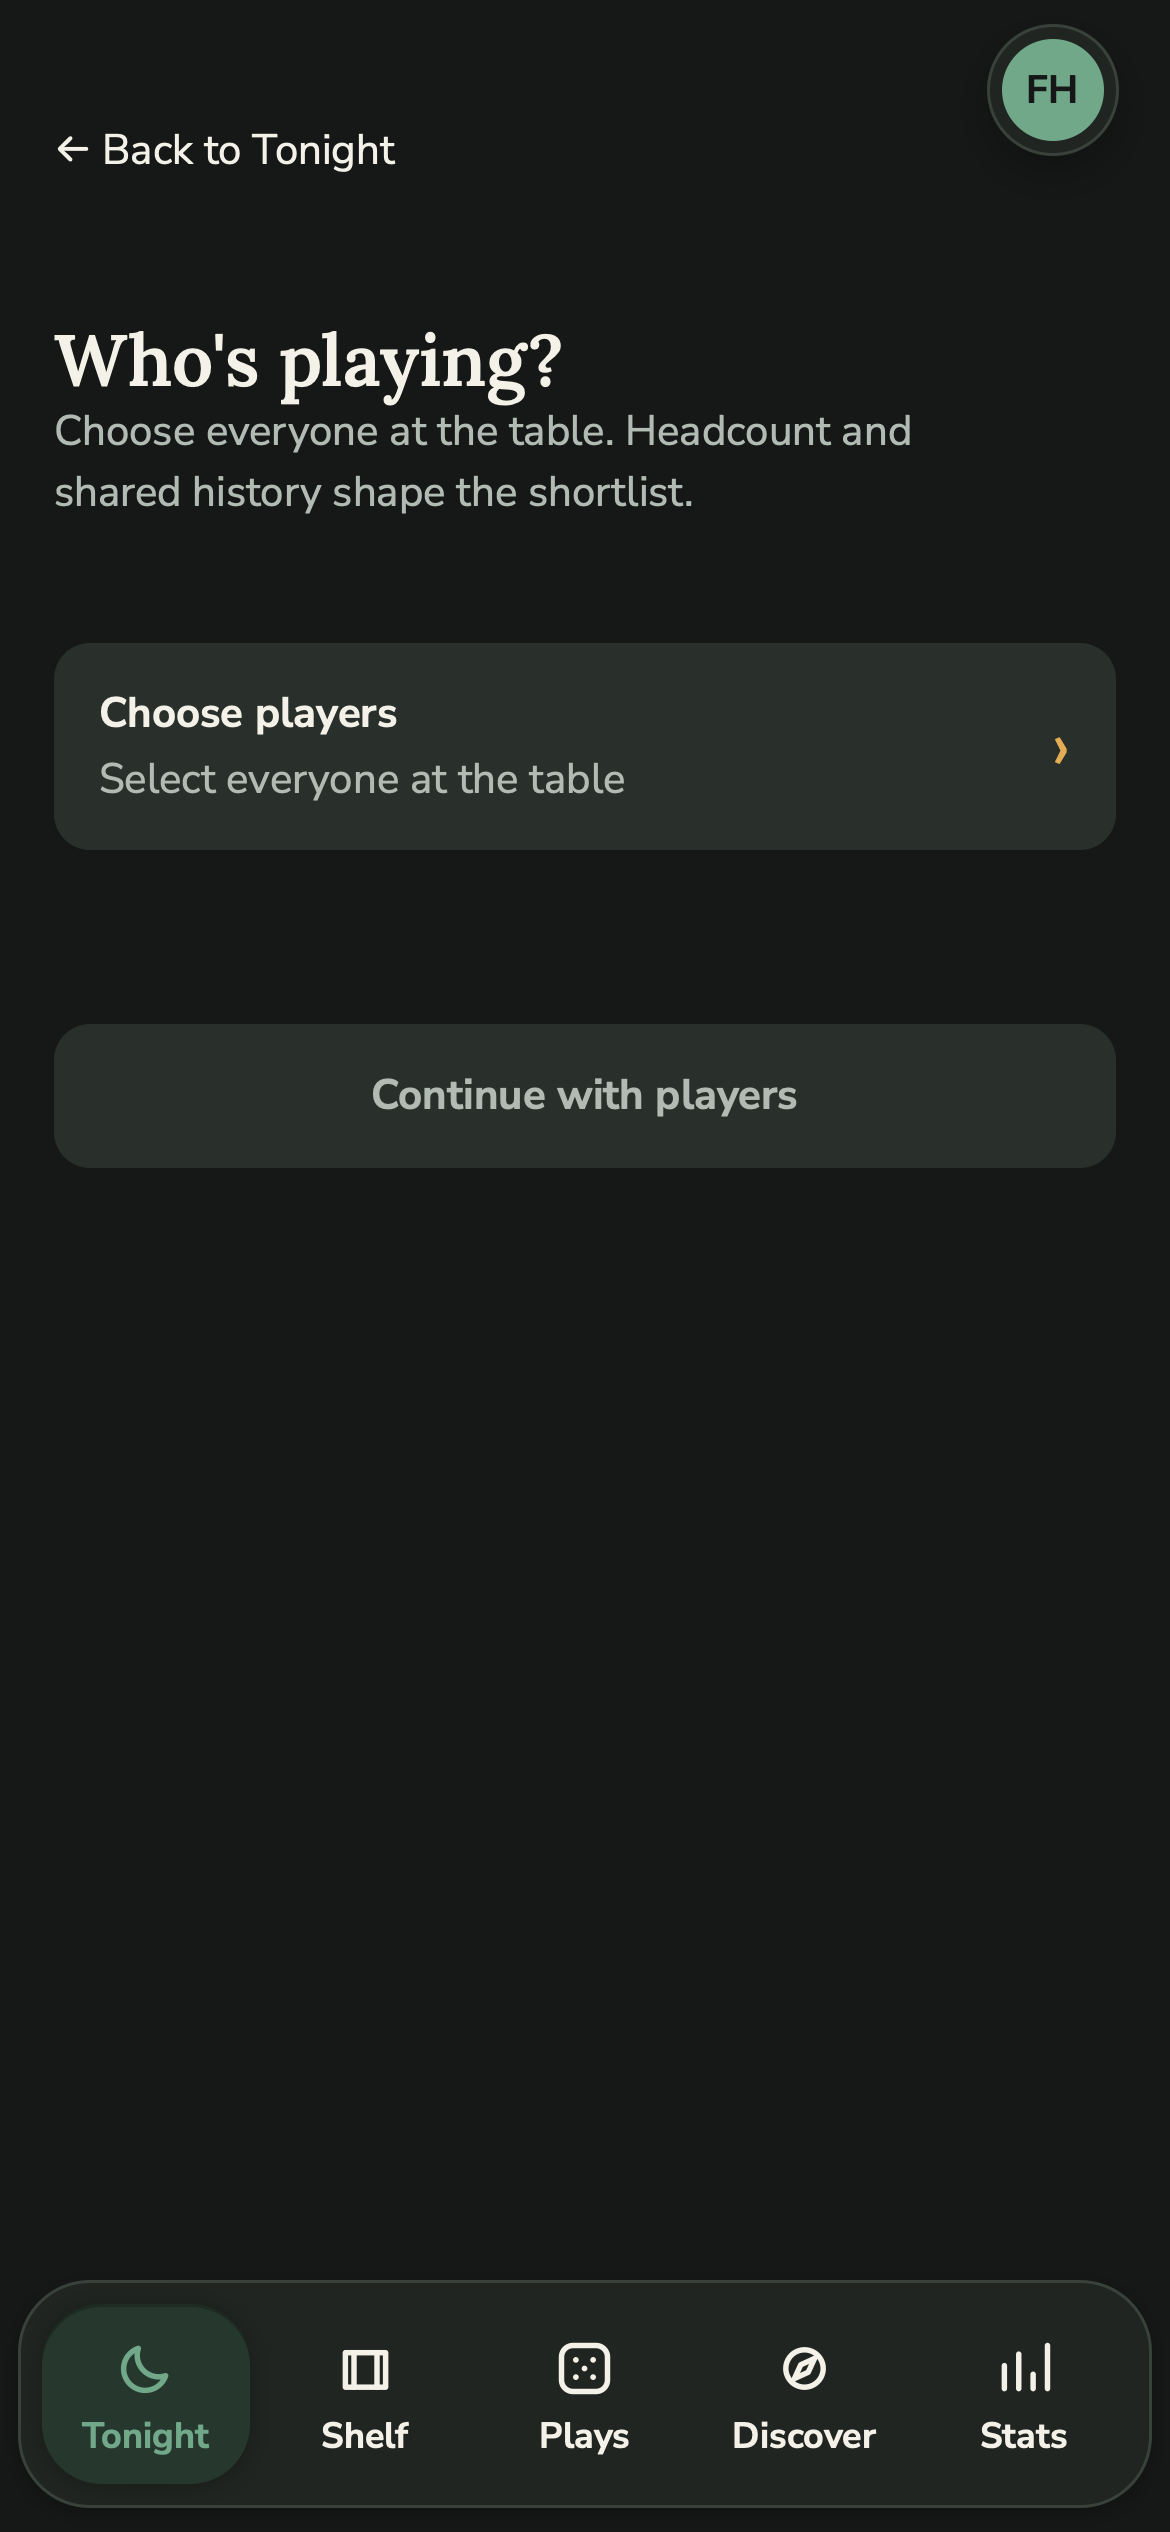 FH
← Back to Tonight
Who's playing?
Choose everyone at the table. Headcount and
shared history shape the shortlist.
Choose players
Select everyone at the table
›
Continue with players
Tonight
Shelf
Plays
Discover
Stats